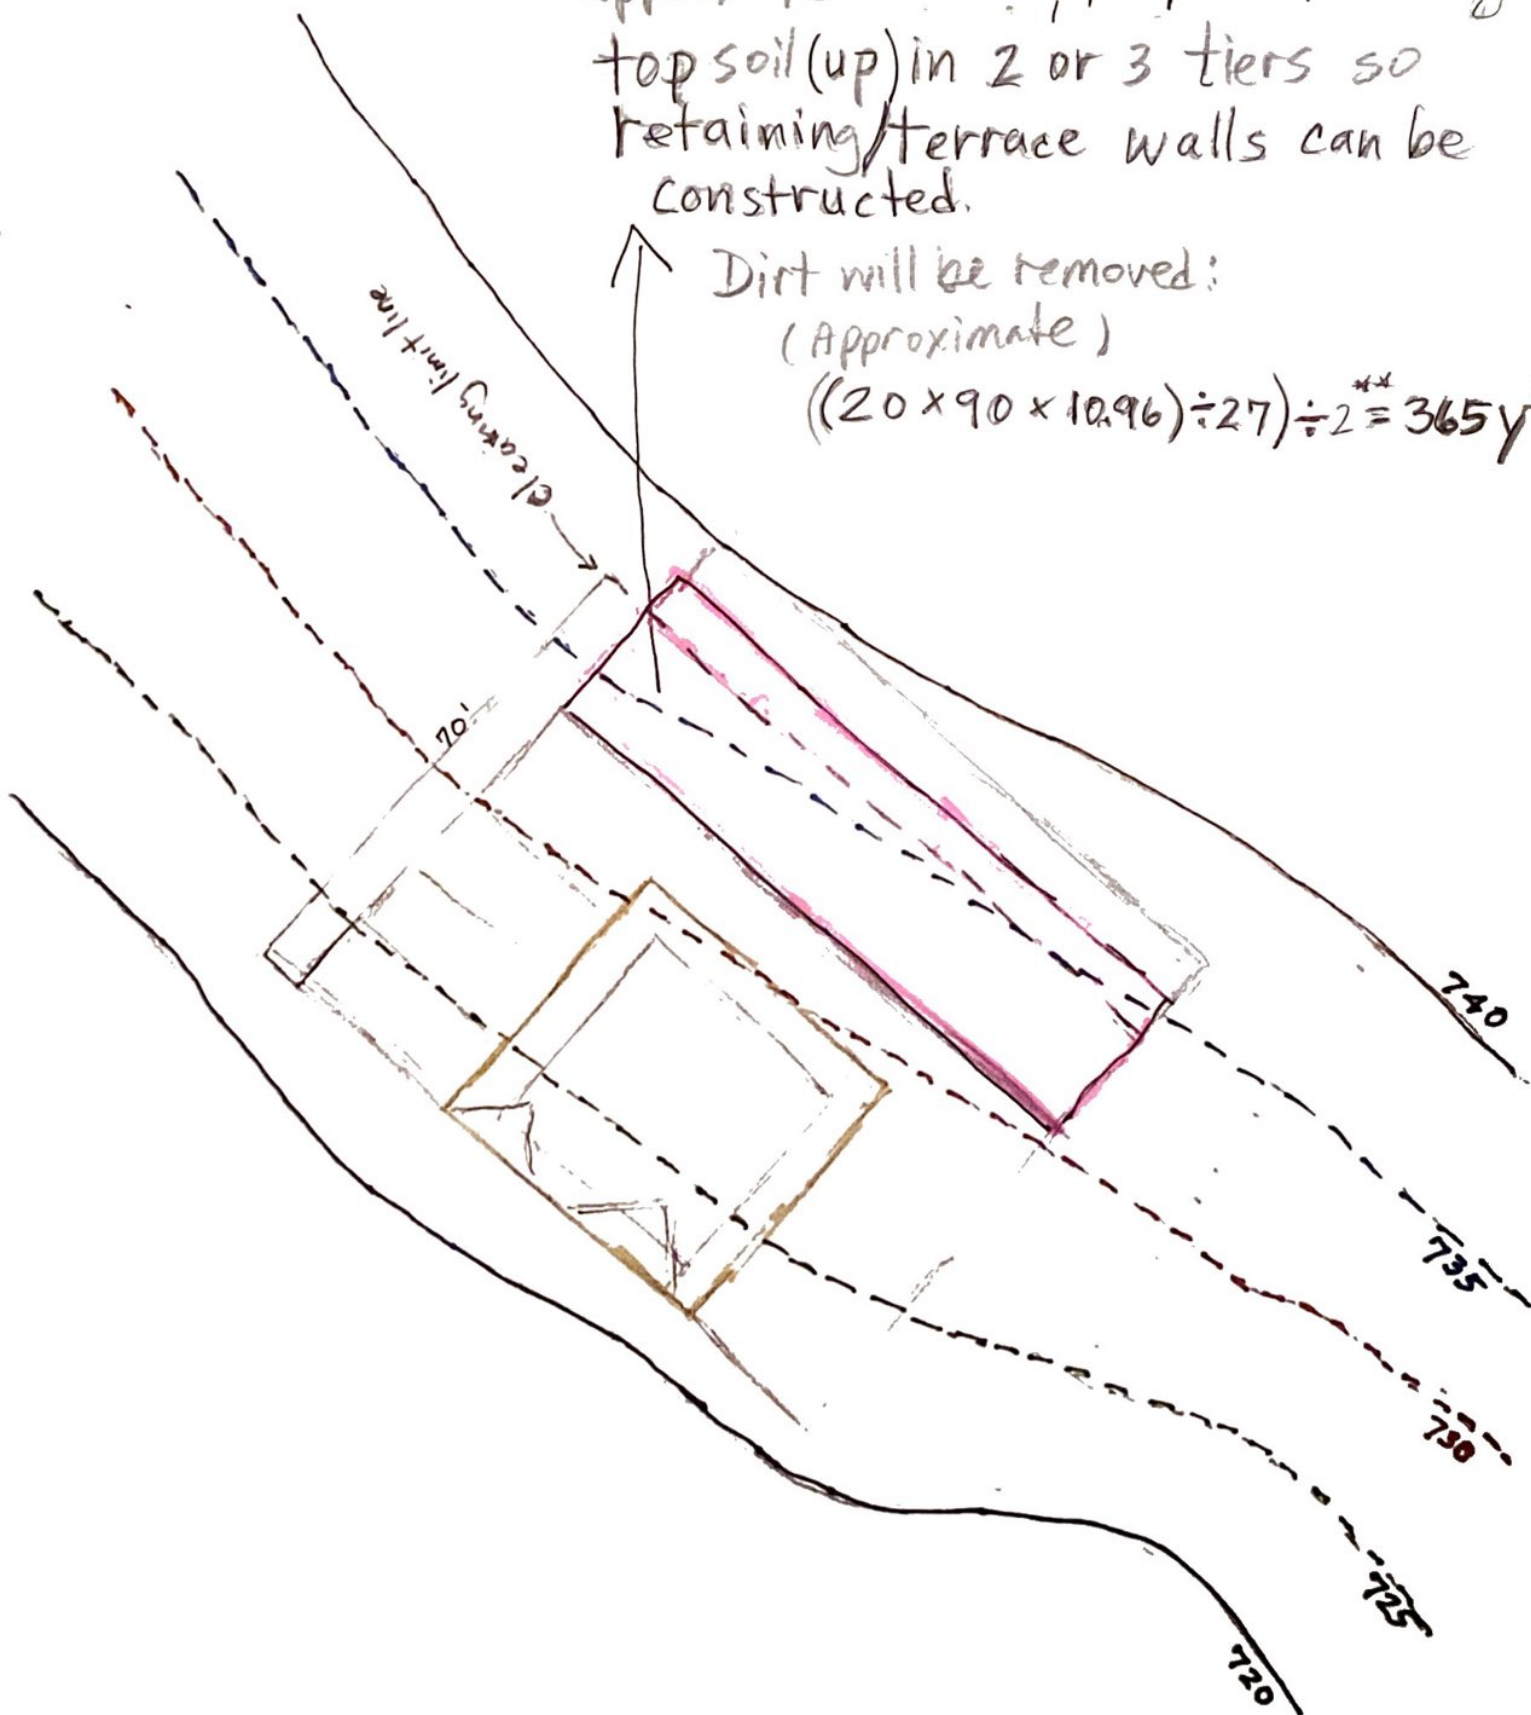 top soil (up) in 2 or 3 tiers so
retaining/terrace walls can be
constructed.
Dirt will be removed:
(Approximate)
((20 × 90 × 10.96) ÷ 27) ÷ 2 ** = 365 y
clearing limit line
70'
740
735
730
725
720